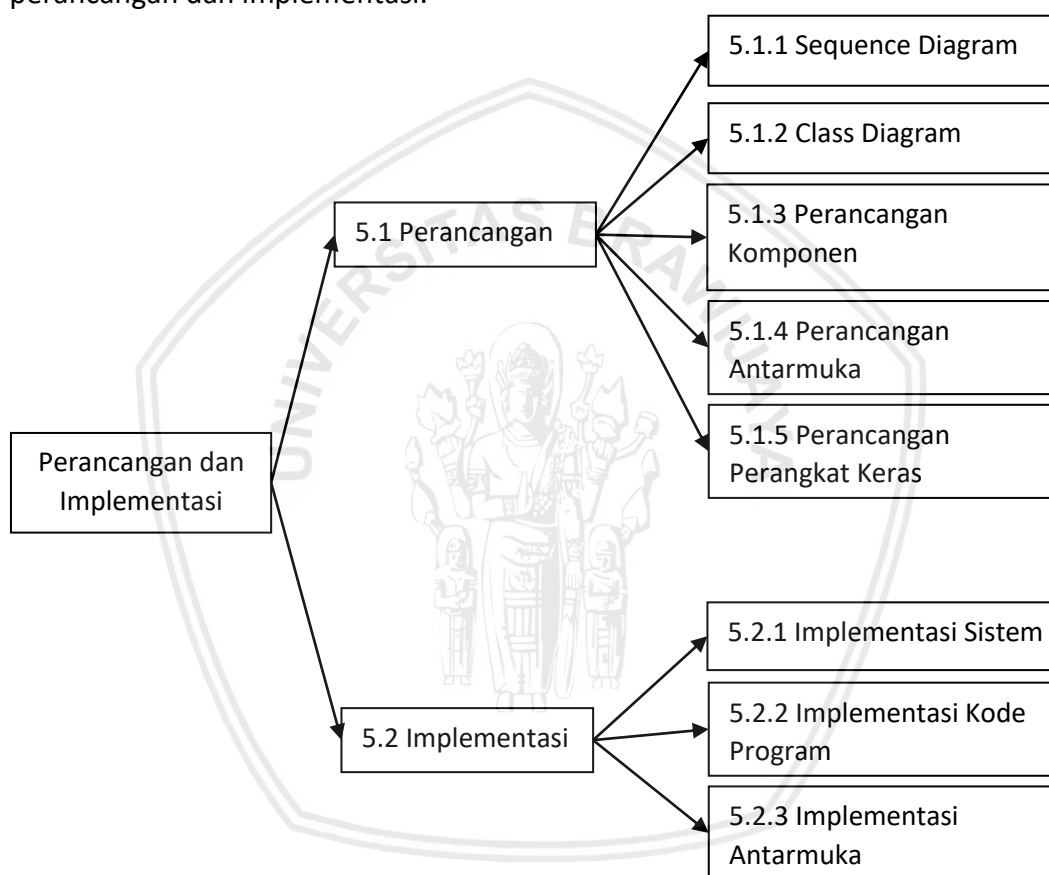 perancangan dan implementasi.
5.1.1 Sequence Diagram
5.1.2 Class Diagram
5.1 Perancangan
5.1.3 Perancangan
Komponen
5.1.4 Perancangan
Antarmuka
5.1.5 Perancangan
Perangkat Keras
Perancangan dan
Implementasi
5.2.1 Implementasi Sistem
5.2 Implementasi
5.2.2 Implementasi Kode
Program
5.2.3 Implementasi
Antarmuka
UNIVERSITAS BRAWIJAYA